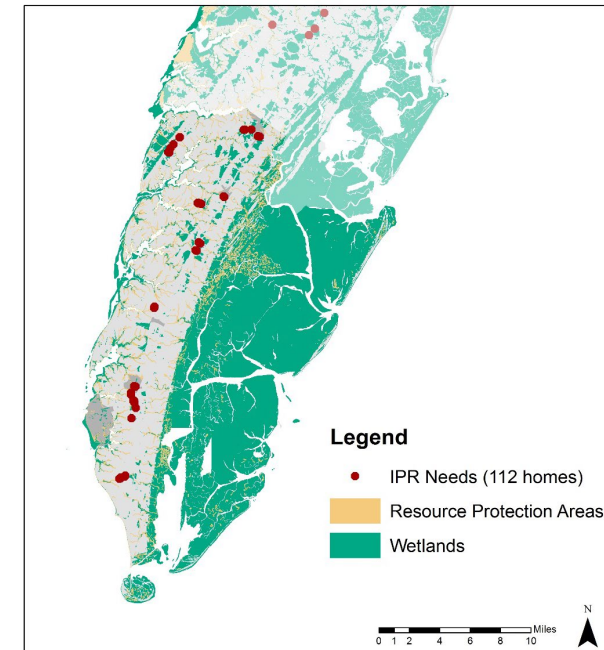 Legend
IPR Needs (112 homes)
Resource Protection Areas
Wetlands
N
Miles
0 1 2 4 6 8 10